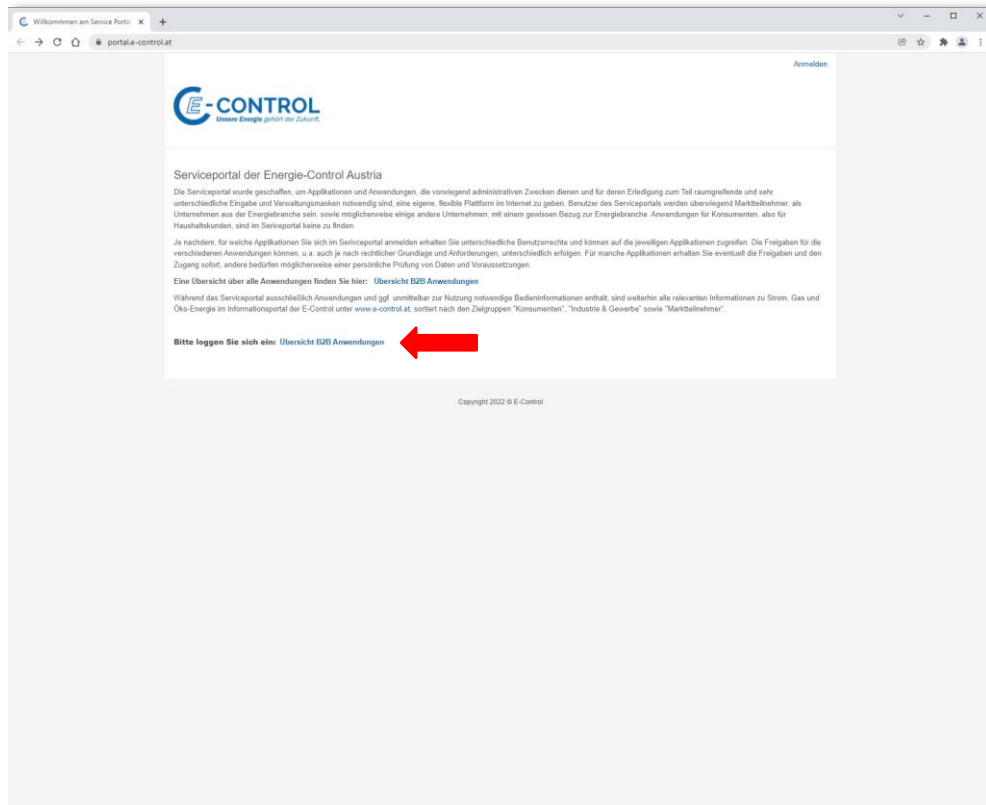 Willkommmen am Service Portal
portal.e-control.at
Anmelden
E-CONTROL
Unsere Energie gehört der Zukunft.
Serviceportal der Energie-Control Austria
Die Serviceportal wurde geschaffen, um Applikationen und Anwendungen, die vorwiegend administrativen Zwecken dienen und für deren Erledigung zum Teil raumgreifende und sehr
unterschiedliche Eingabe und Verwaltungsmasken notwendig sind, eine eigene, flexible Plattform im Internet zu geben. Benutzer des Serviceportals werden überwiegend Marktteilnehmer, als
Unternehmen aus der Energiebranche sein, sowie möglicherweise einige andere Unternehmen, mit einem gewissen Bezug zur Energiebranche. Anwendungen für Konsumenten, also für
Haushaltskunden, sind im Seriveportal keine zu finden
Je nachdem, für welche Applikationen Sie sich im Serivceportal anmelden erhalten Sie unterschiedliche Benutzerrechte und können auf die jeweiligen Applikationen zugreifen. Die Freigaben für die
verschiedenen Anwendungen können, u.a. auch je nach rechtlicher Grundlage und Anforderungen, unterschiedlich erfolgen. Für manche Applikationen erhalten Sie eventuell die Freigaben und den
Zugang sofort, andere bedürfen möglicherweise einer persönliche Prüfung von Daten und Voraussetzungen.
Eine Übersicht über alle Anwendungen finden Sie hier: Übersicht B2B Anwendungen
Während das Serviceportal ausschließlich Anwendungen und ggf. unmittelbar zur Nutzung notwendige Bedieninformationen enthält, sind weiterhin alle relevanten Informationen zu Strom, Gas und
Öko-Energie im Informationsportal der E-Control unter www.e-control.at, sortiert nach den Zielgruppen "Konsumenten", "Industrie & Gewerbe" sowie "Marktteilnehmer".
Bitte loggen Sie sich ein: Übersicht B2B Anwendungen
Copyright 2022 © E-Control